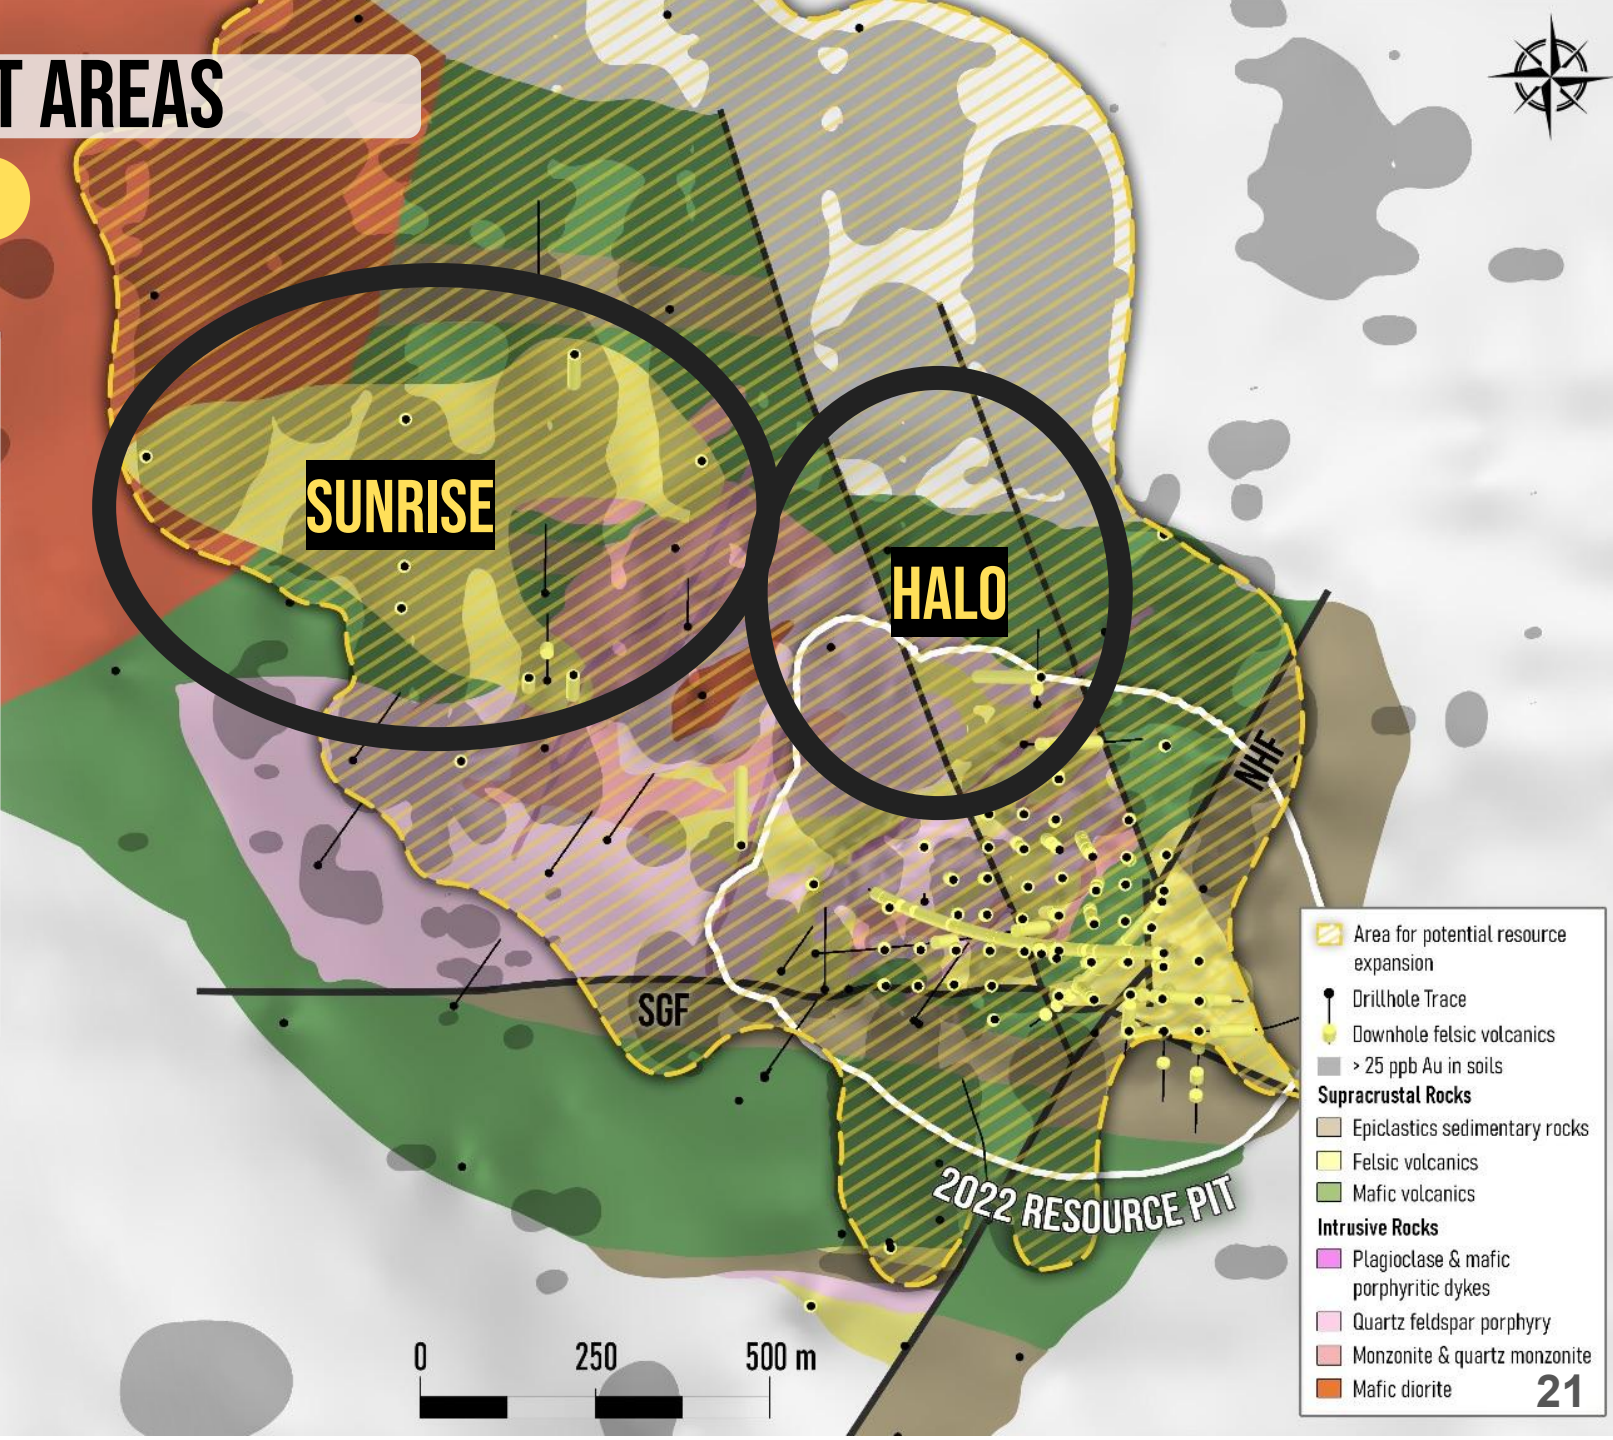 T AREAS
SUNRISE
HALO
NHF
SGF
2022 RESOURCE PIT
0 250 500 m
Area for potential resource
expansion
Drillhole Trace
Downhole felsic volcanics
> 25 ppb Au in soils
Supracrustal Rocks
Epiclastics sedimentary rocks
Felsic volcanics
Mafic volcanics
Intrusive Rocks
Plagioclase & mafic
porphyritic dykes
Quartz feldspar porphyry
Monzonite & quartz monzonite
Mafic diorite
21